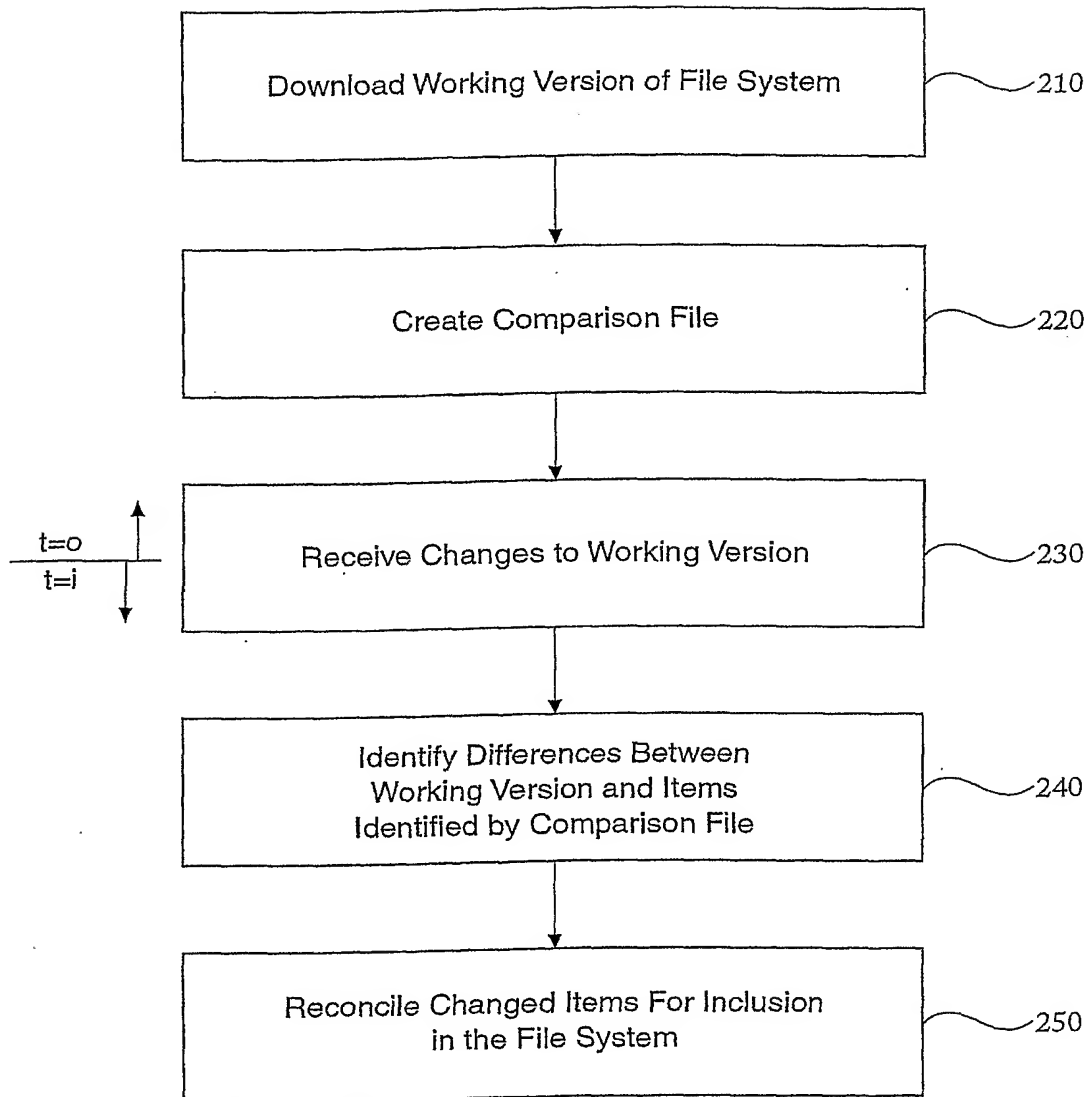 Download Working Version of File System
210
Create Comparison File
220
t=o
t=i
Receive Changes to Working Version
230
Identify Differences Between
Working Version and Items
Identified by Comparison File
240
Reconcile Changed Items For Inclusion
in the File System
250